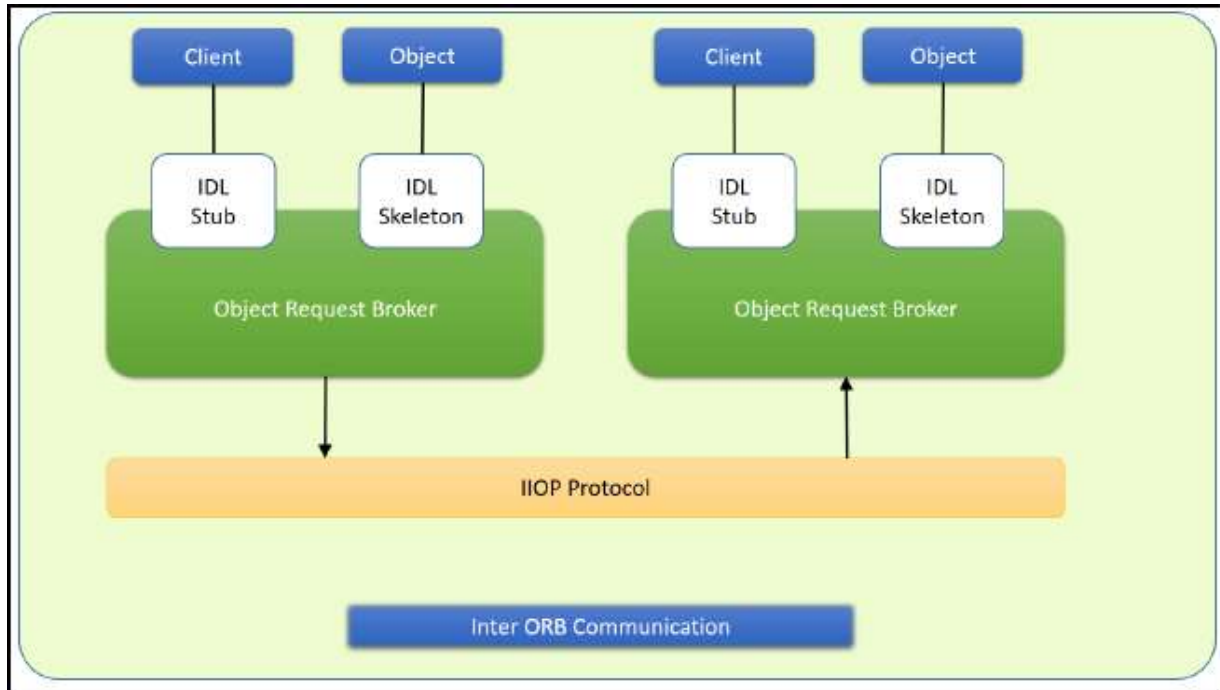 Client
Object
Client
Object
IDL
Stub
IDL
Skeleton
IDL
Stub
IDL
Skeleton
Object Request Broker
Object Request Broker
IIOP Protocol
Inter ORB Communication